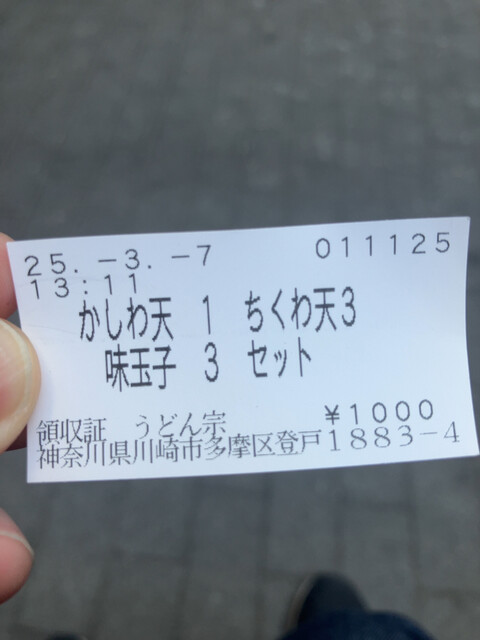 25.-3.-7 011125
13:11
かしわ天 1 ちくわ天3
味玉子 3 セット
領収証 うどん宗 ¥1000
神奈川県川崎市多摩区登戸1883-4